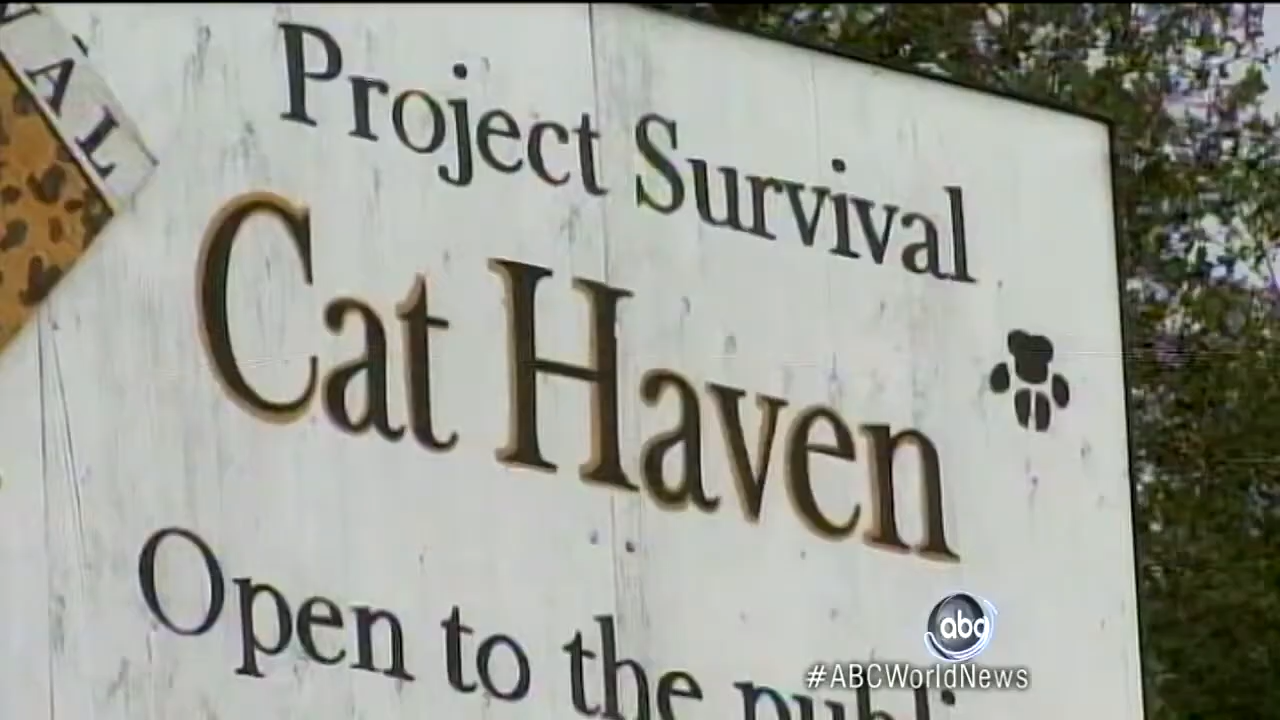 Project Survival
Cat Haven
Open to the
abc
#ABCWorldNews